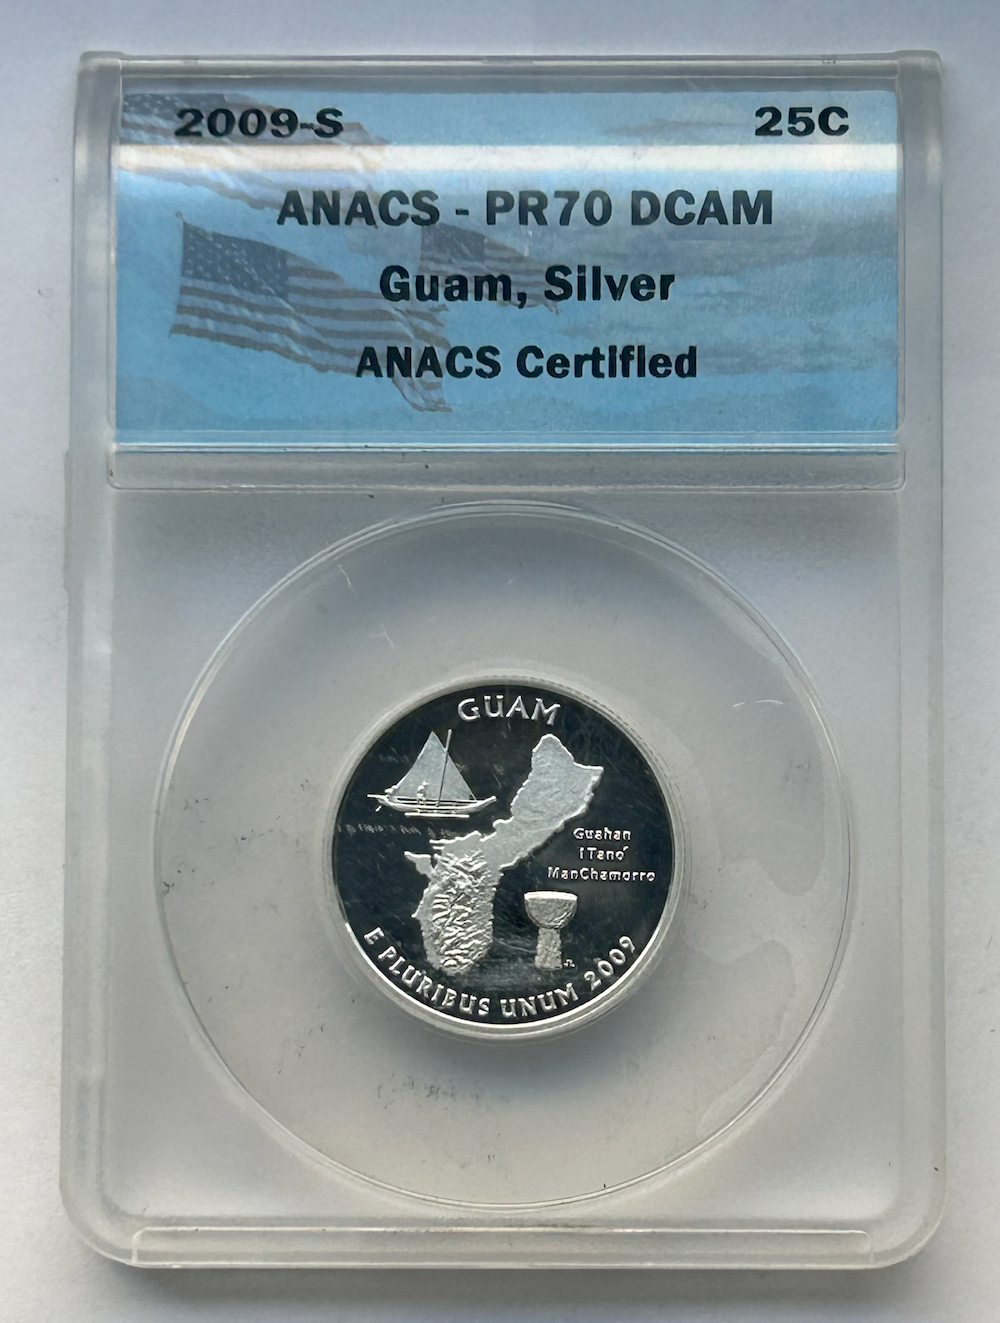 2009-S 25C
ANACS - PR70 DCAM
Guam, Silver
ANACS Certified
GUAM
Guahan
I Tano'
ManChamorro
E PLURIBUS UNUM 2009